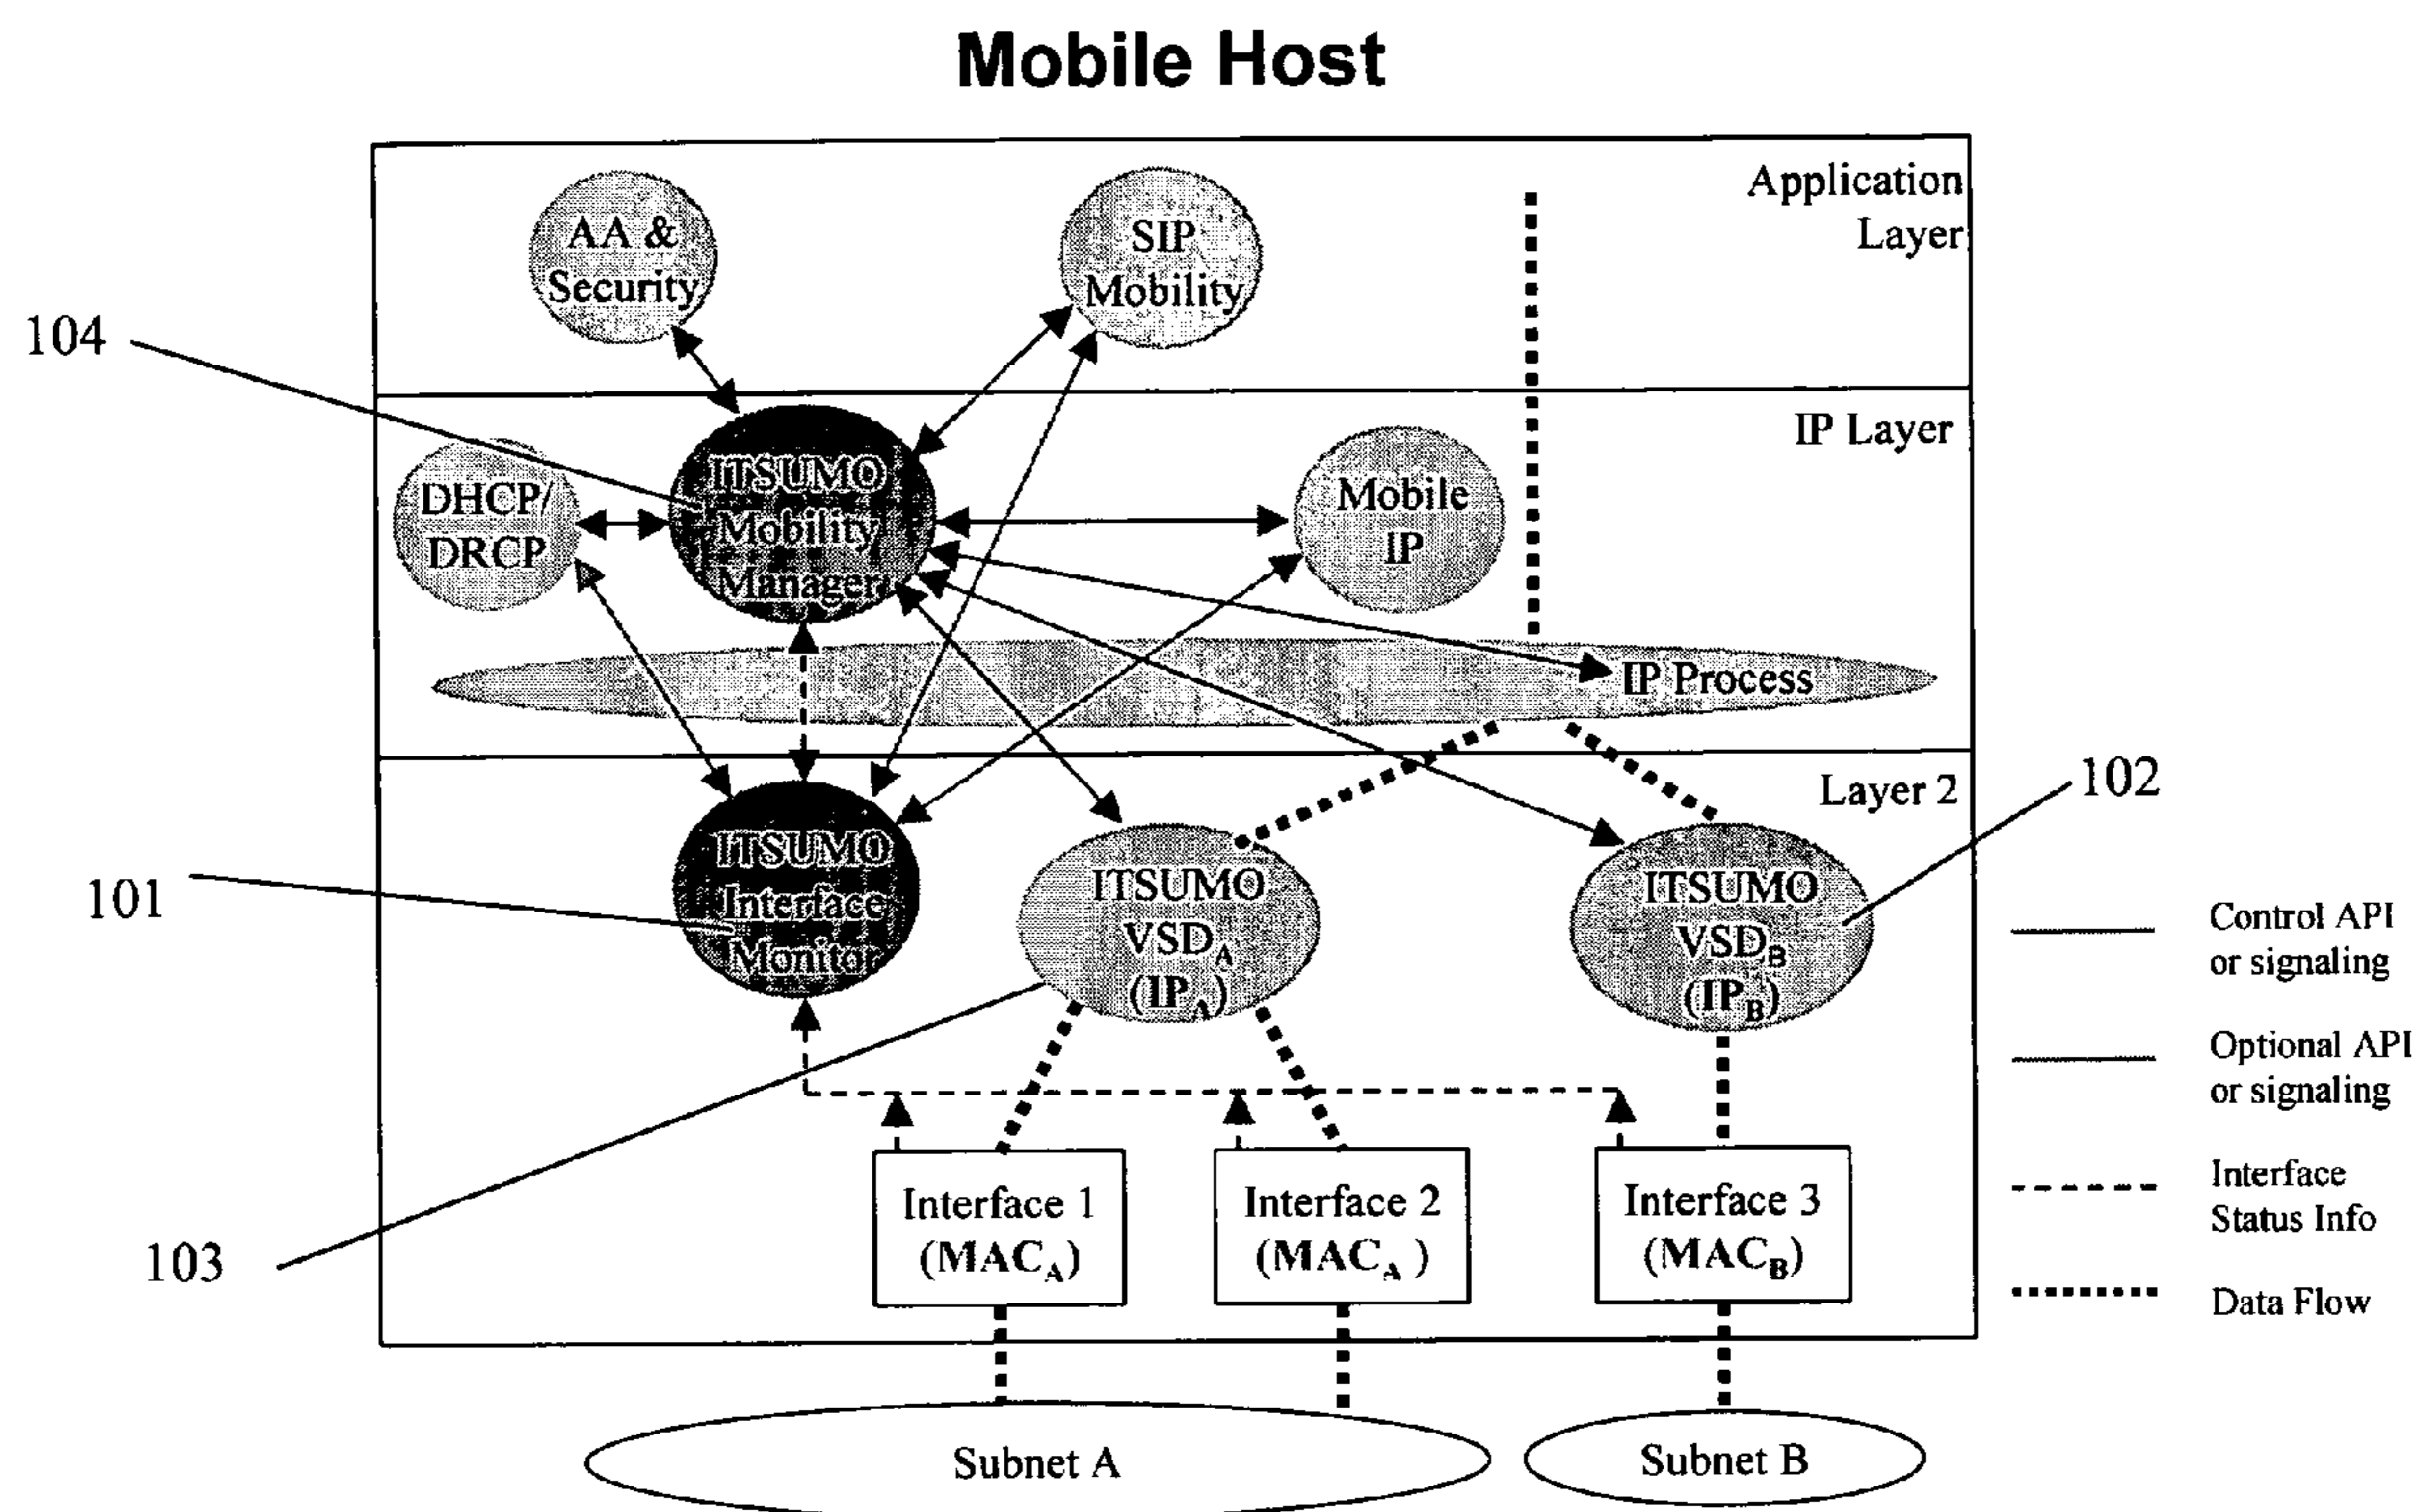 Mobile Host
Application
Layer
AA &
Security
SIP
Mobility
104
IP Layer
DHCP/
DRCP
ITSUMO
Mobility
Manager
Mobile
IP
IP Process
Layer 2
102
101
ITSUMO
Interface
Monitor
ITSUMO
VSDA
(IPA)
ITSUMO
VSDB
(IPB)
Control API
or signaling
Optional API
or signaling
Interface
Status Info
Data Flow
103
Interface 1
(MACA)
Interface 2
(MACA )
Interface 3
(MACB)
Subnet A
Subnet B